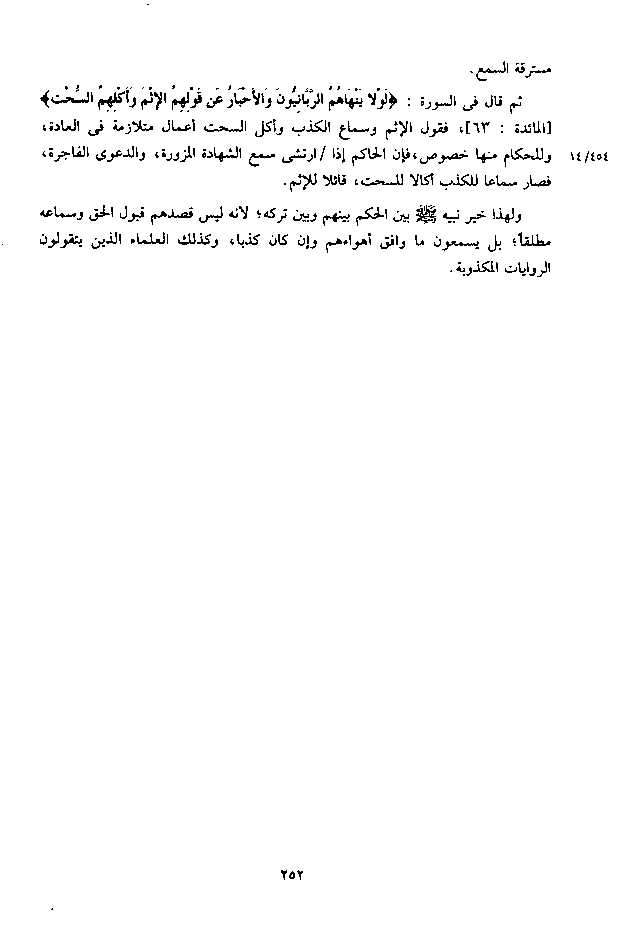 مسترقة السمع.
ثم قال فى السورة : ﴿لَوْلا يَنْهَاهُمُ الرَّبَّانِيُّونَ وَالأَحْبَارُ عَن قَوْلِهِمُ الإِثْمَ وَأَكْلِهِمُ السُّحْتَ﴾
[المائدة : ٦٣]، فقول الإثم وسماع الكذب وأكل السحت أعمال متلازمة فى العادة،
١٤/٤٥٤ وللحكام منها خصوص،فإن الحاكم إذا /ارتشى سمع الشهادة المزورة، والدعوى الفاجرة،
فصار سماعا للكذب أكالا للسحت، قائلا للإثم.
ولهذا خير نبيه ﷺ بين الحكم بينهم وبين تركه؛ لأنه ليس قصدهم قبول الحق وسماعه
مطلقاً؛ بل يسمعون ما وافق أهواءهم وإن كان كذبا، وكذلك العلماء الذين يتقولون
الروايات المكذوبة.
٢٥٢